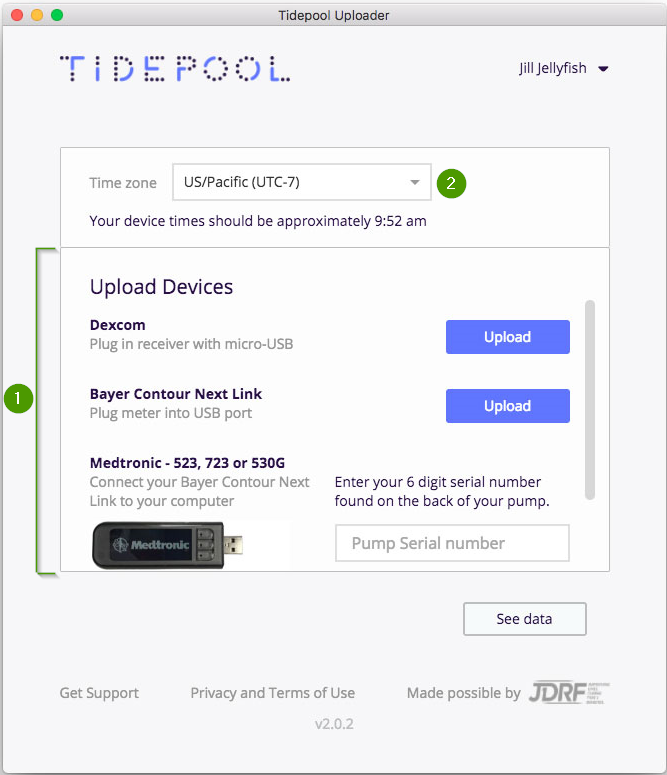 Tidepool Uploader
TIDEPOOL
Jill Jellyfish
Time zone
US/Pacific (UTC-7)
2
Your device times should be approximately 9:52 am
Upload Devices
Dexcom
Plug in receiver with micro-USB
Upload
1
Bayer Contour Next Link
Plug meter into USB port
Upload
Medtronic - 523, 723 or 530G
Connect your Bayer Contour Next
Link to your computer
Enter your 6 digit serial number
found on the back of your pump.
Medtronic
Pump Serial number
See data
Get Support
Privacy and Terms of Use
Made possible by
JDRF
v2.0.2